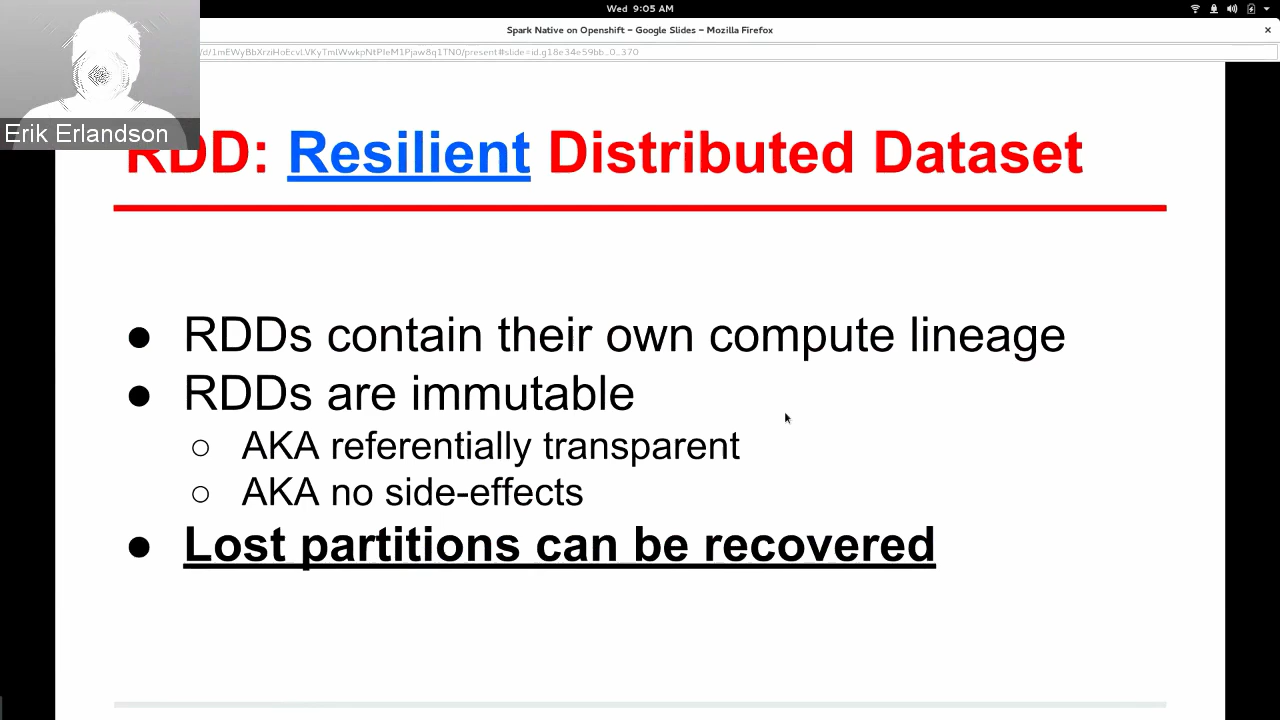 Wed 9:05 AM
Spark Native on Openshift – Google Slides – Mozilla Firefox
Erik Erlandson
RDD: Resilient Distributed Dataset
● RDDs contain their own compute lineage
● RDDs are immutable
○ AKA referentially transparent
○ AKA no side-effects
● Lost partitions can be recovered